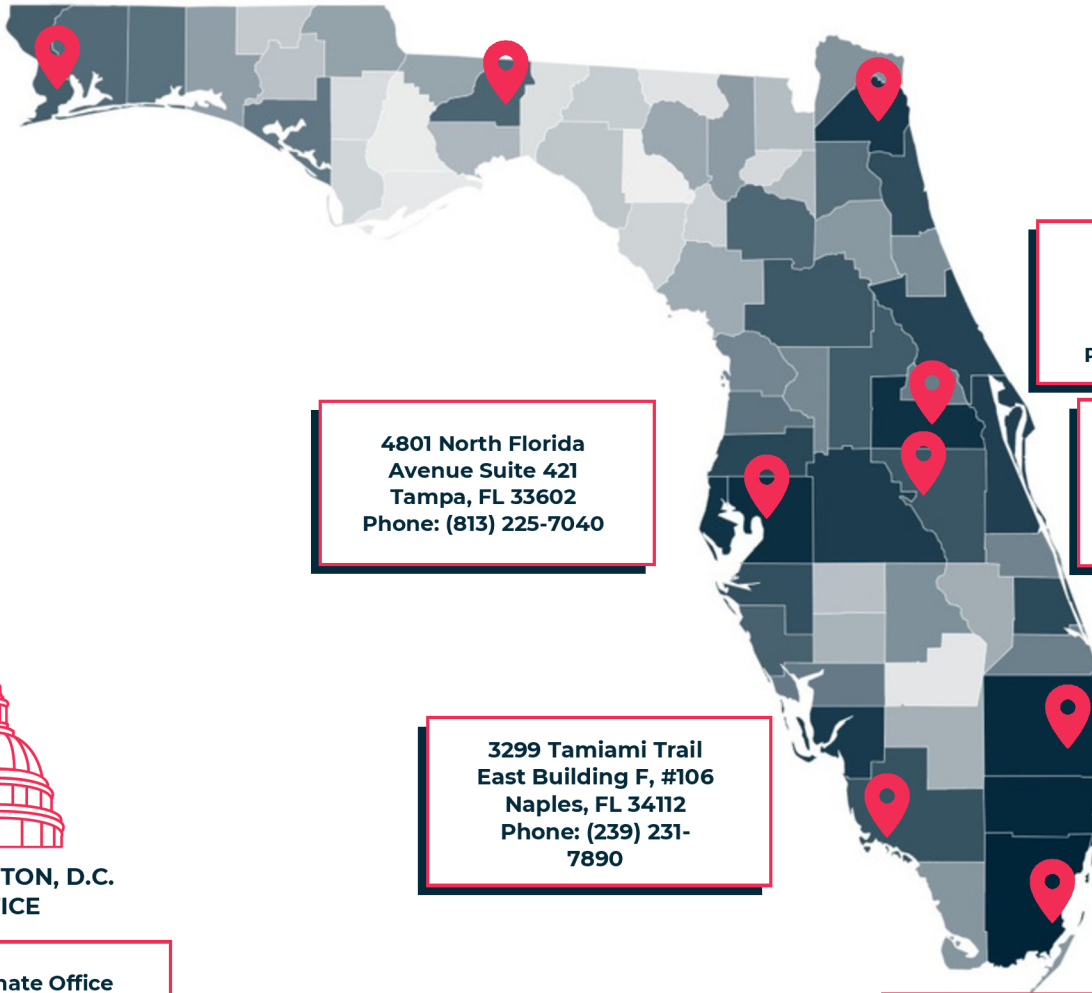 P
4801 North Florida
Avenue Suite 421
Tampa, FL 33602
Phone: (813) 225-7040
3299 Tamiami Trail
East Building F, #106
Naples, FL 34112
Phone: (239) 231-
7890
TON, D.C.
ICE
nate Office